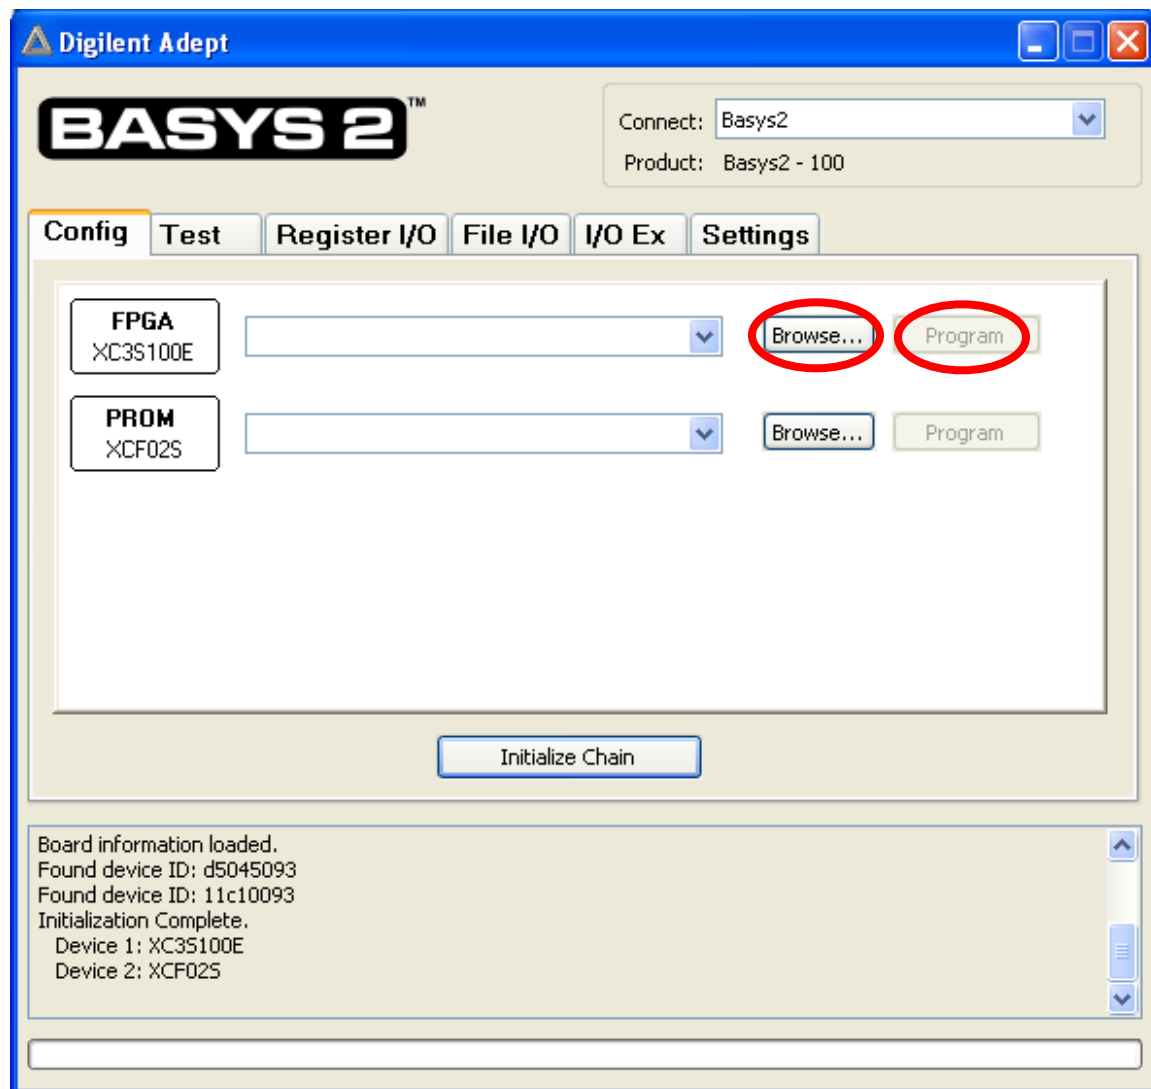 Digilent Adept
BASYS 2™
Connect: Basys2
Product: Basys2 - 100
Config Test Register I/O File I/O I/O Ex Settings
FPGA
XC3S100E
Browse... Program
PROM
XCF02S
Browse... Program
Initialize Chain
Board information loaded.
Found device ID: d5045093
Found device ID: 11c10093
Initialization Complete.
Device 1: XC3S100E
Device 2: XCF02S